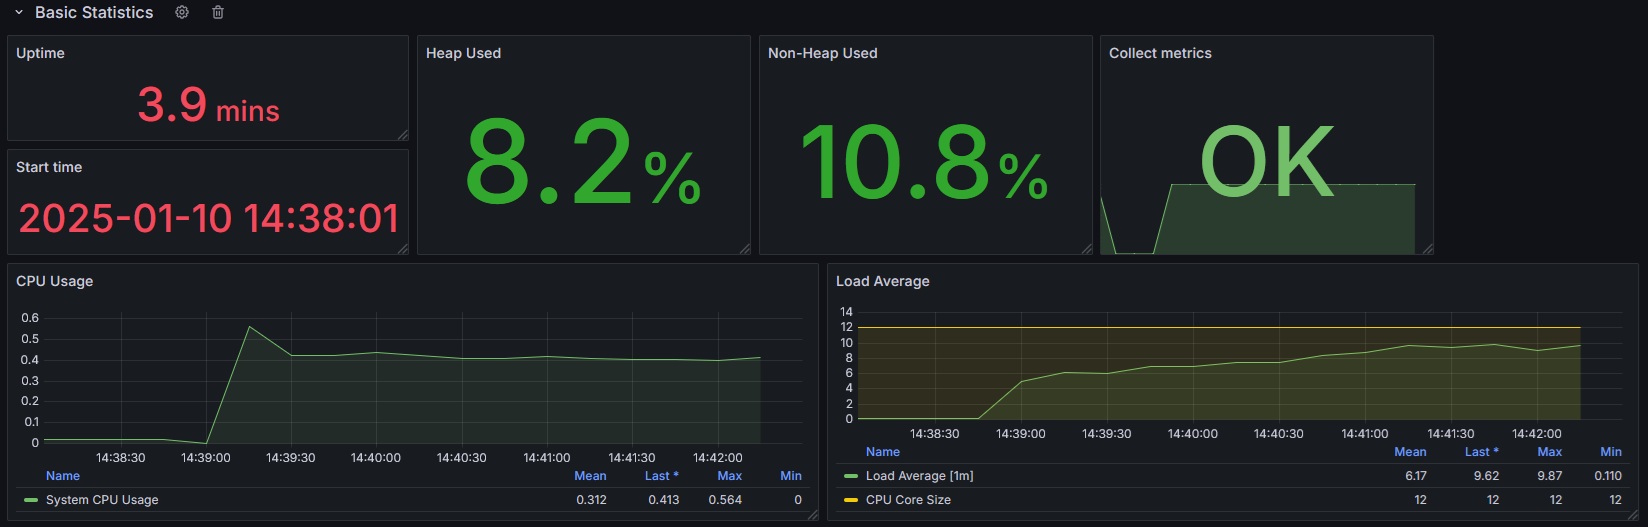 Basic Statistics
Uptime
3.9 mins
Start time
2025-01-10 14:38:01
Heap Used
8.2%
Non-Heap Used
10.8%
Collect metrics
OK
CPU Usage
0.6
0.5
0.4
0.3
0.2
0.1
0
14:38:30 14:39:00 14:39:30 14:40:00 14:40:30 14:41:00 14:41:30 14:42:00
Name Mean Last * Max Min
System CPU Usage 0.312 0.413 0.564 0
Load Average
14
12
10
8
6
4
2
0
14:38:30 14:39:00 14:39:30 14:40:00 14:40:30 14:41:00 14:41:30 14:42:00
Name Mean Last * Max Min
Load Average [1m] 6.17 9.62 9.87 0.110
CPU Core Size 12 12 12 12